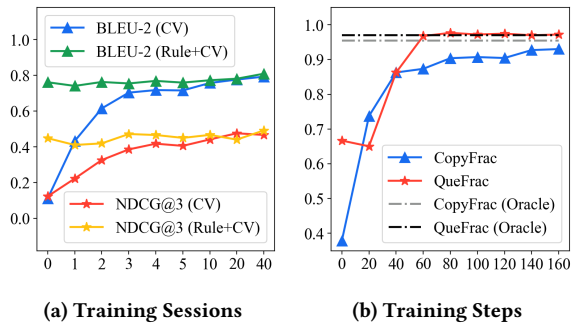 1.0
0.8
0.6
0.4
0.2
0.0
BLEU-2 (CV)
BLEU-2 (Rule+CV)
NDCG@3 (CV)
NDCG@3 (Rule+CV)
0 1 2 3 4 5 10 20 40
(a) Training Sessions
1.0
0.9
0.8
0.7
0.6
0.5
0.4
CopyFrac
QueFrac
CopyFrac (Oracle)
QueFrac (Oracle)
0 20 40 60 80 100 120 140 160
(b) Training Steps